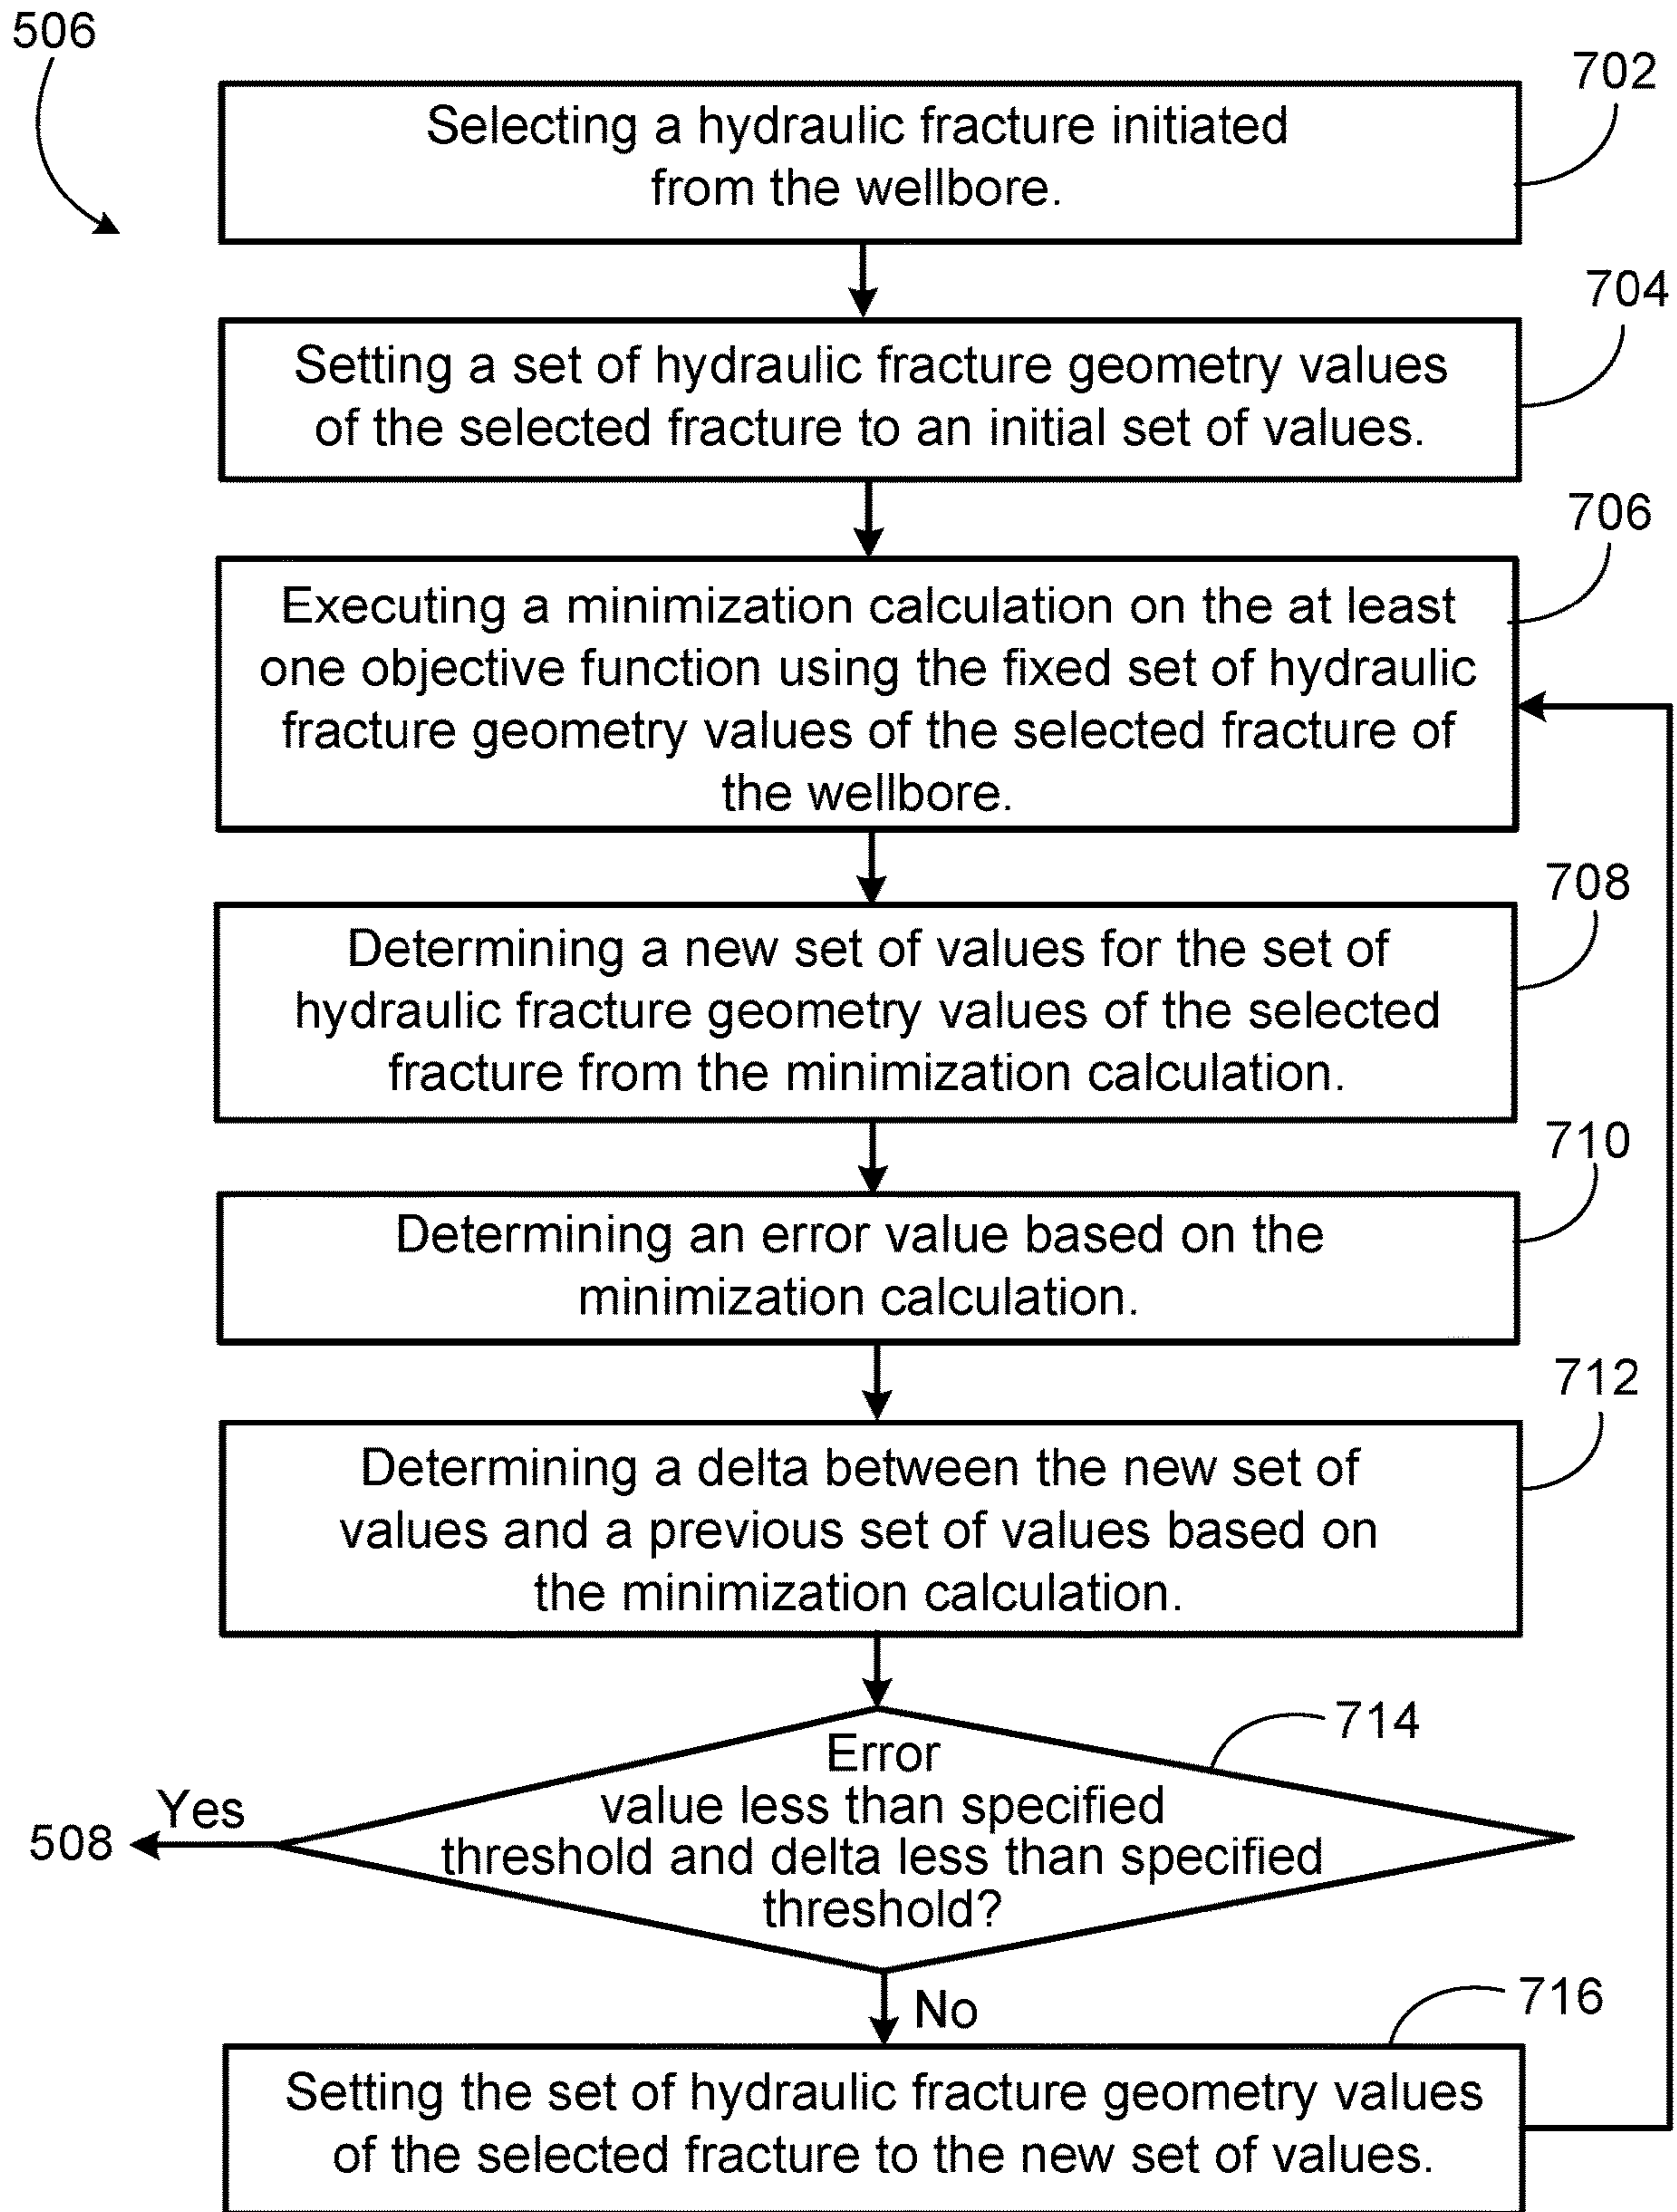 506
702
Selecting a hydraulic fracture initiated
from the wellbore.
704
Setting a set of hydraulic fracture geometry values
of the selected fracture to an initial set of values.
706
Executing a minimization calculation on the at least
one objective function using the fixed set of hydraulic
fracture geometry values of the selected fracture of
the wellbore.
708
Determining a new set of values for the set of
hydraulic fracture geometry values of the selected
fracture from the minimization calculation.
710
Determining an error value based on the
minimization calculation.
712
Determining a delta between the new set of
values and a previous set of values based on
the minimization calculation.
714
Error
value less than specified
threshold and delta less than specified
threshold?
Yes
508
No
716
Setting the set of hydraulic fracture geometry values
of the selected fracture to the new set of values.